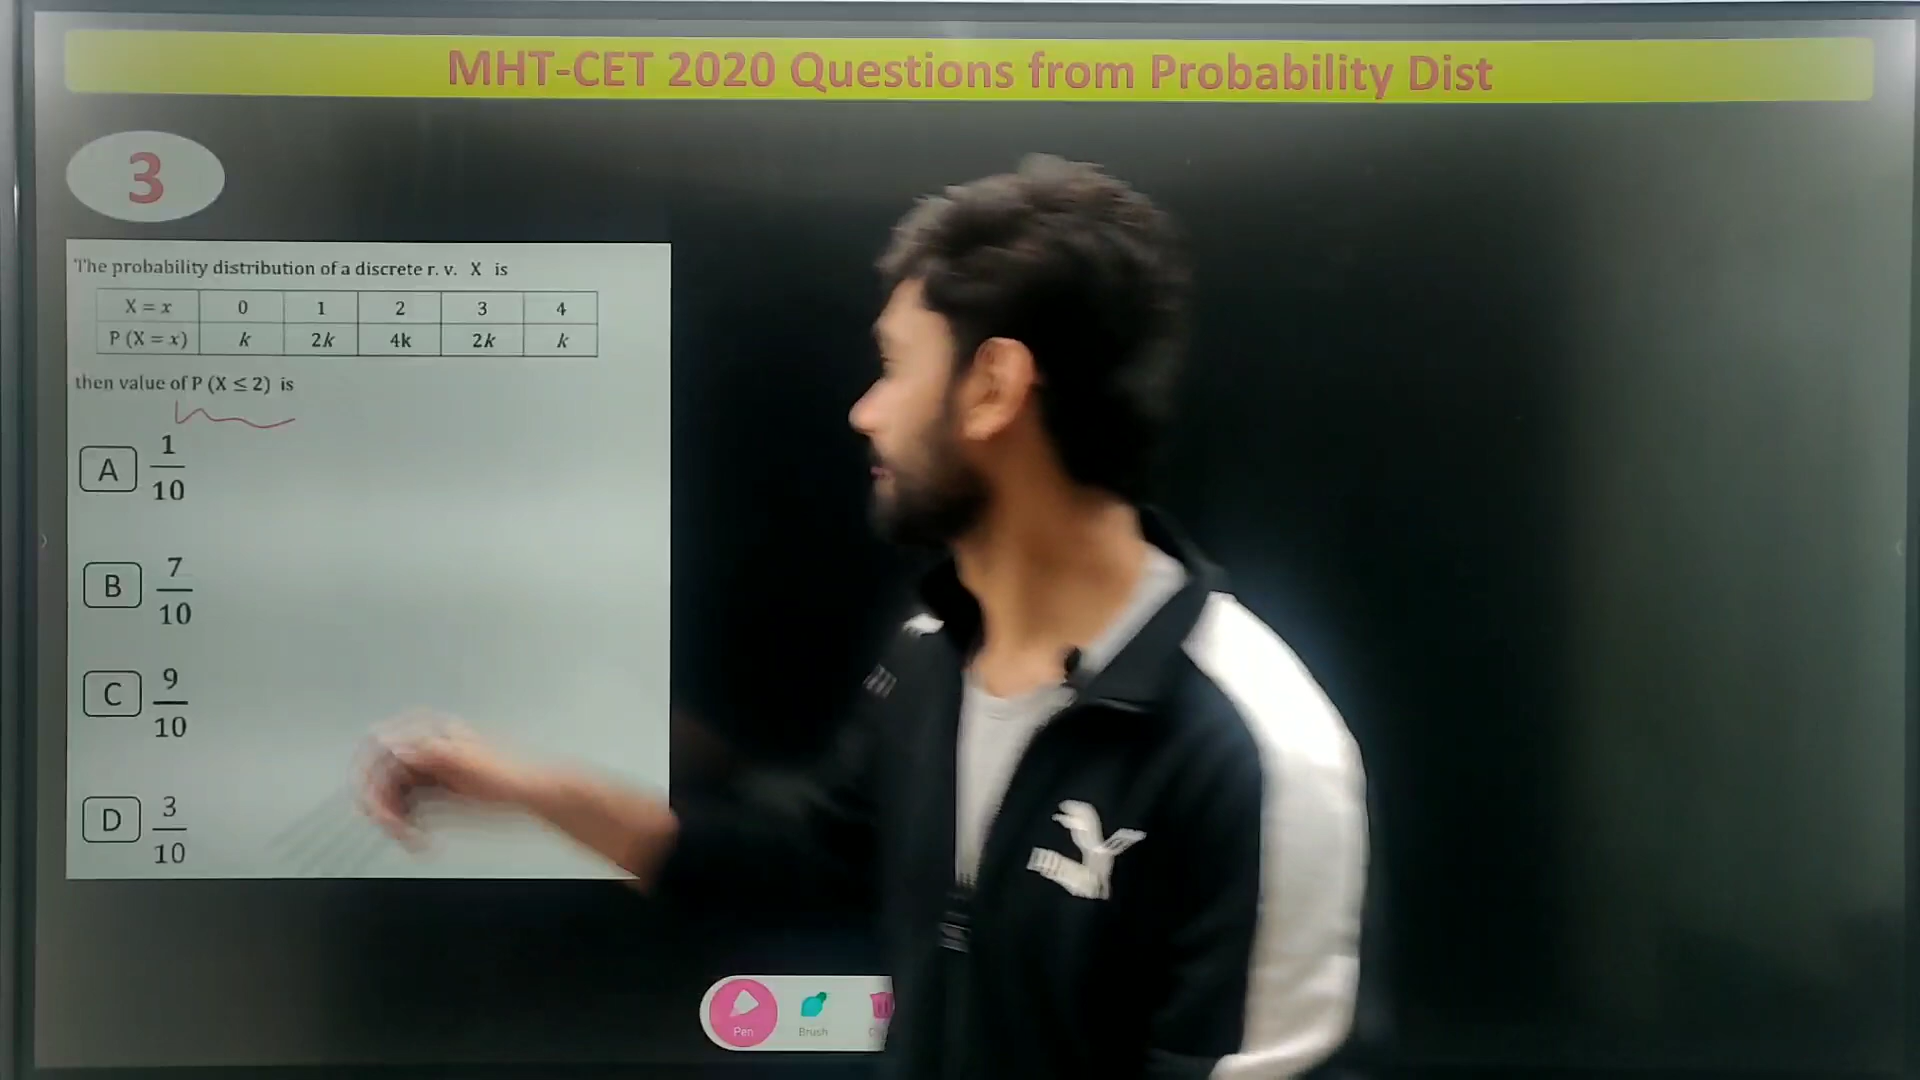 MHT-CET 2020 Questions from Probability Dist
3
The probability distribution of a discrete r. v. X is
X = x 0 1 2 3 4
P (X = x) k 2k 4k 2k k
then value of P (X ≤ 2) is
A 1/10
B 7/10
C 9/10
D 3/10
Pen Brush